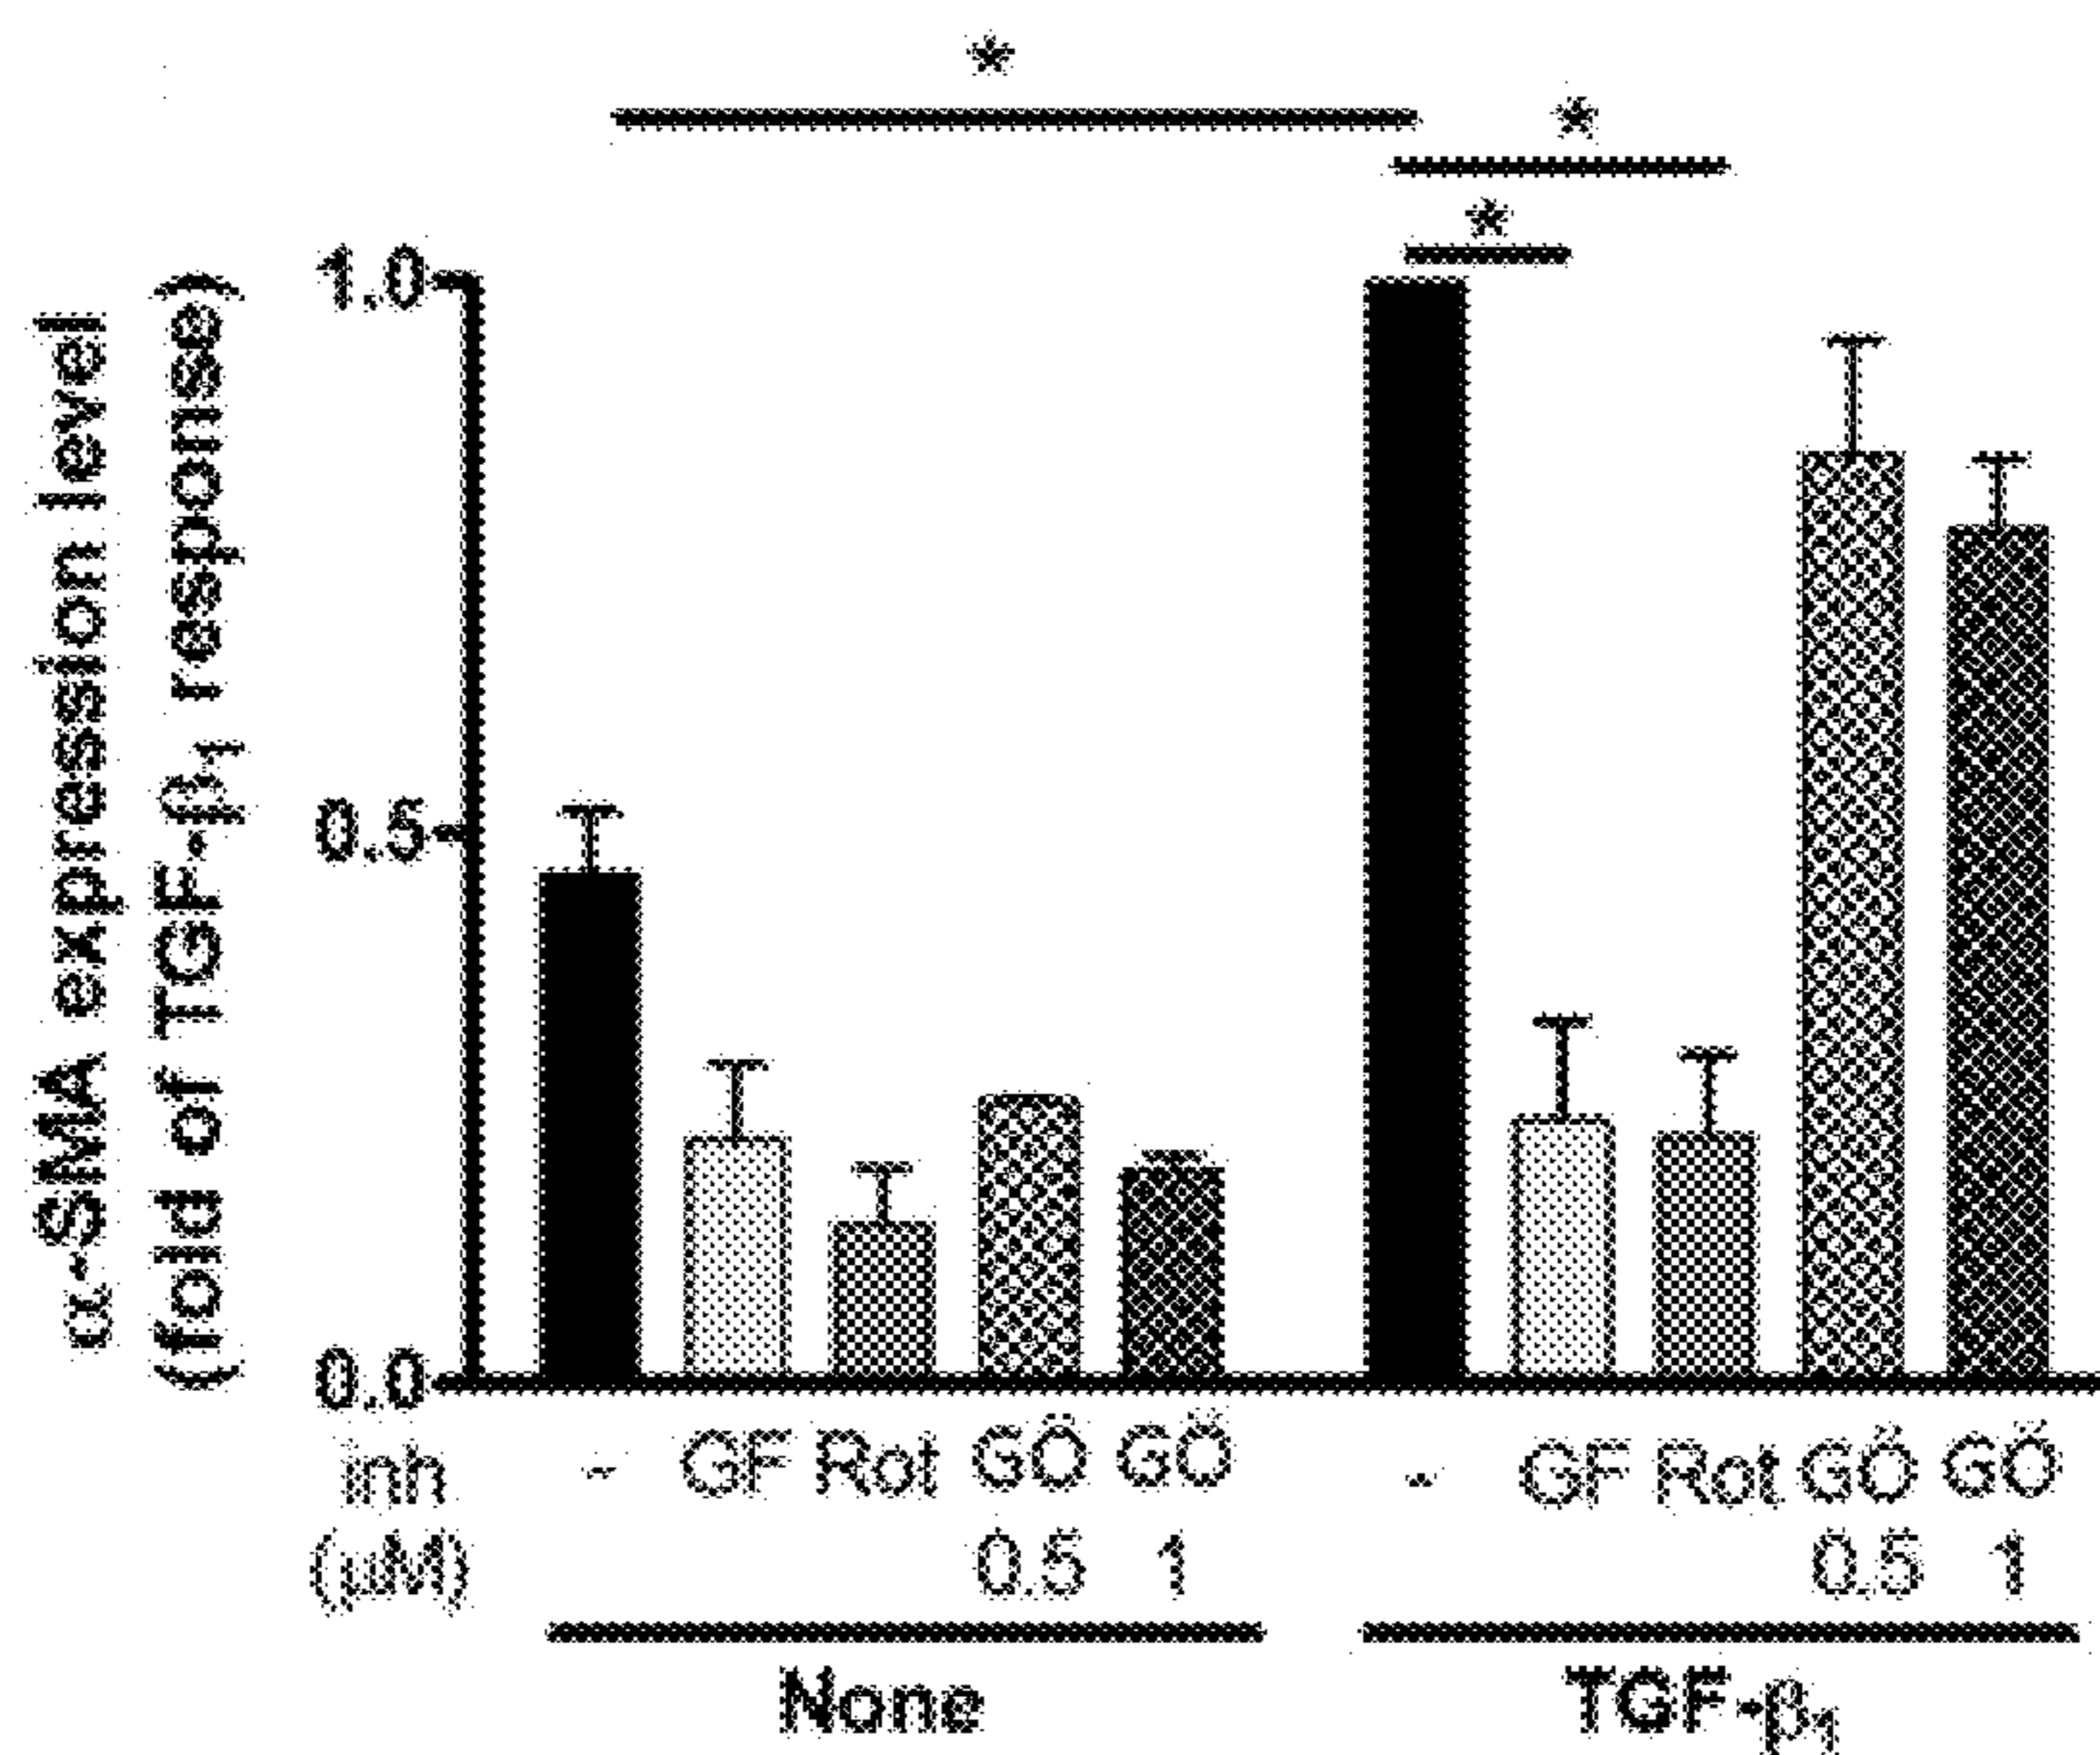 α-SMA expression level
(fold of TGF-β1 response)
*
*
*
1.0
0.5
0.0
inh - GF Rot GÖ GÖ - GF Rot GÖ GÖ
(μM) 0.5 1 0.5 1
None TGF-β1